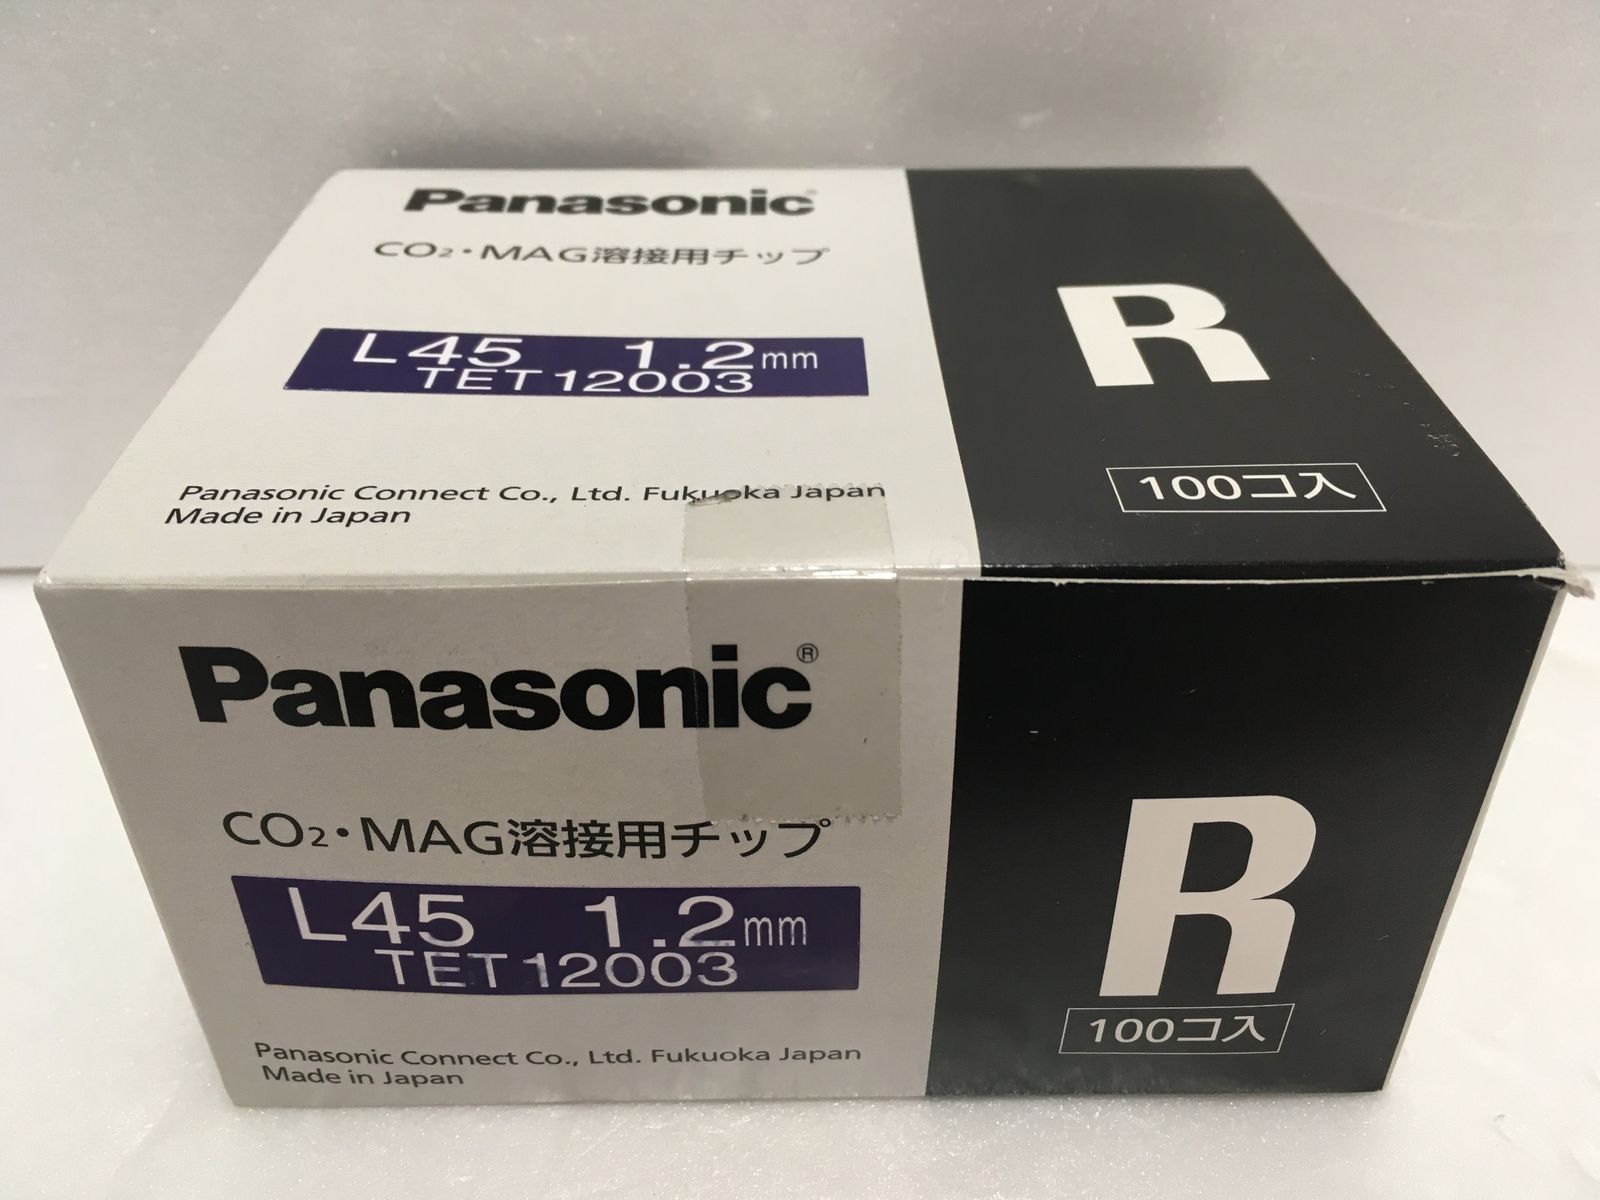 Panasonic
CO₂・MAG溶接用チップ
L45 1.2mm
TET12003
Panasonic Connect Co., Ltd. Fukuoka Japan
Made in Japan
R
100コ入
Panasonic®
CO₂・MAG溶接用チップ
L45 1.2mm
TET12003
Panasonic Connect Co., Ltd. Fukuoka Japan
Made in Japan
R
100コ入